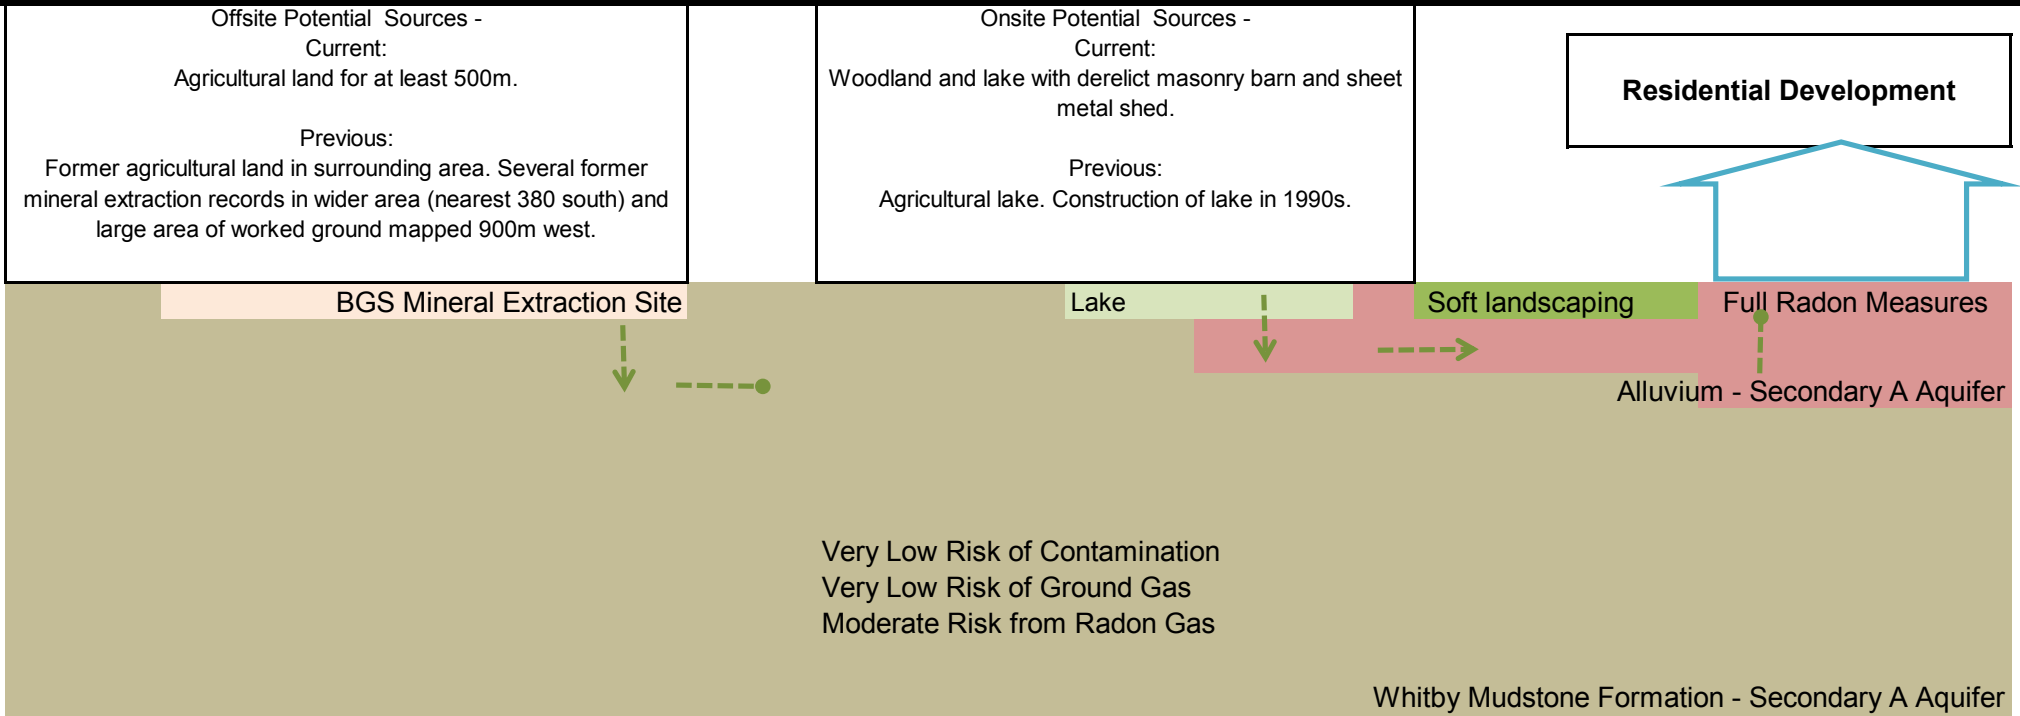 Offsite Potential Sources -
Current:
Agricultural land for at least 500m.
Previous:
Former agricultural land in surrounding area. Several former
mineral extraction records in wider area (nearest 380 south) and
large area of worked ground mapped 900m west.
Onsite Potential Sources -
Current:
Woodland and lake with derelict masonry barn and sheet
metal shed.
Previous:
Agricultural lake. Construction of lake in 1990s.
Residential Development
BGS Mineral Extraction Site
Lake
Soft landscaping
Full Radon Measures
Alluvium - Secondary A Aquifer
Very Low Risk of Contamination
Very Low Risk of Ground Gas
Moderate Risk from Radon Gas
Whitby Mudstone Formation - Secondary A Aquifer